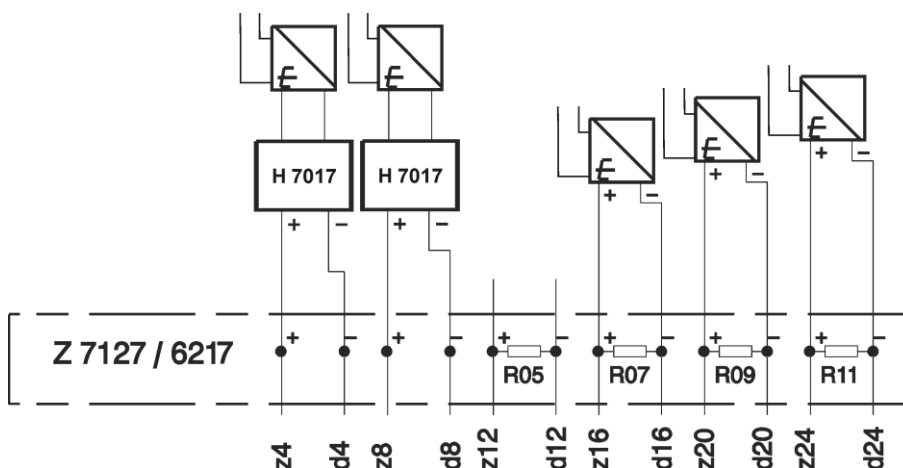 E E E E E
H 7017 H 7017
+ − + − + − + − + −
+ − + − + − + − + − + −
Z 7127 / 6217
R05 R07 R09 R11
z4 d4 z8 d8 z12 d12 z16 d16 z20 d20 z24 d24